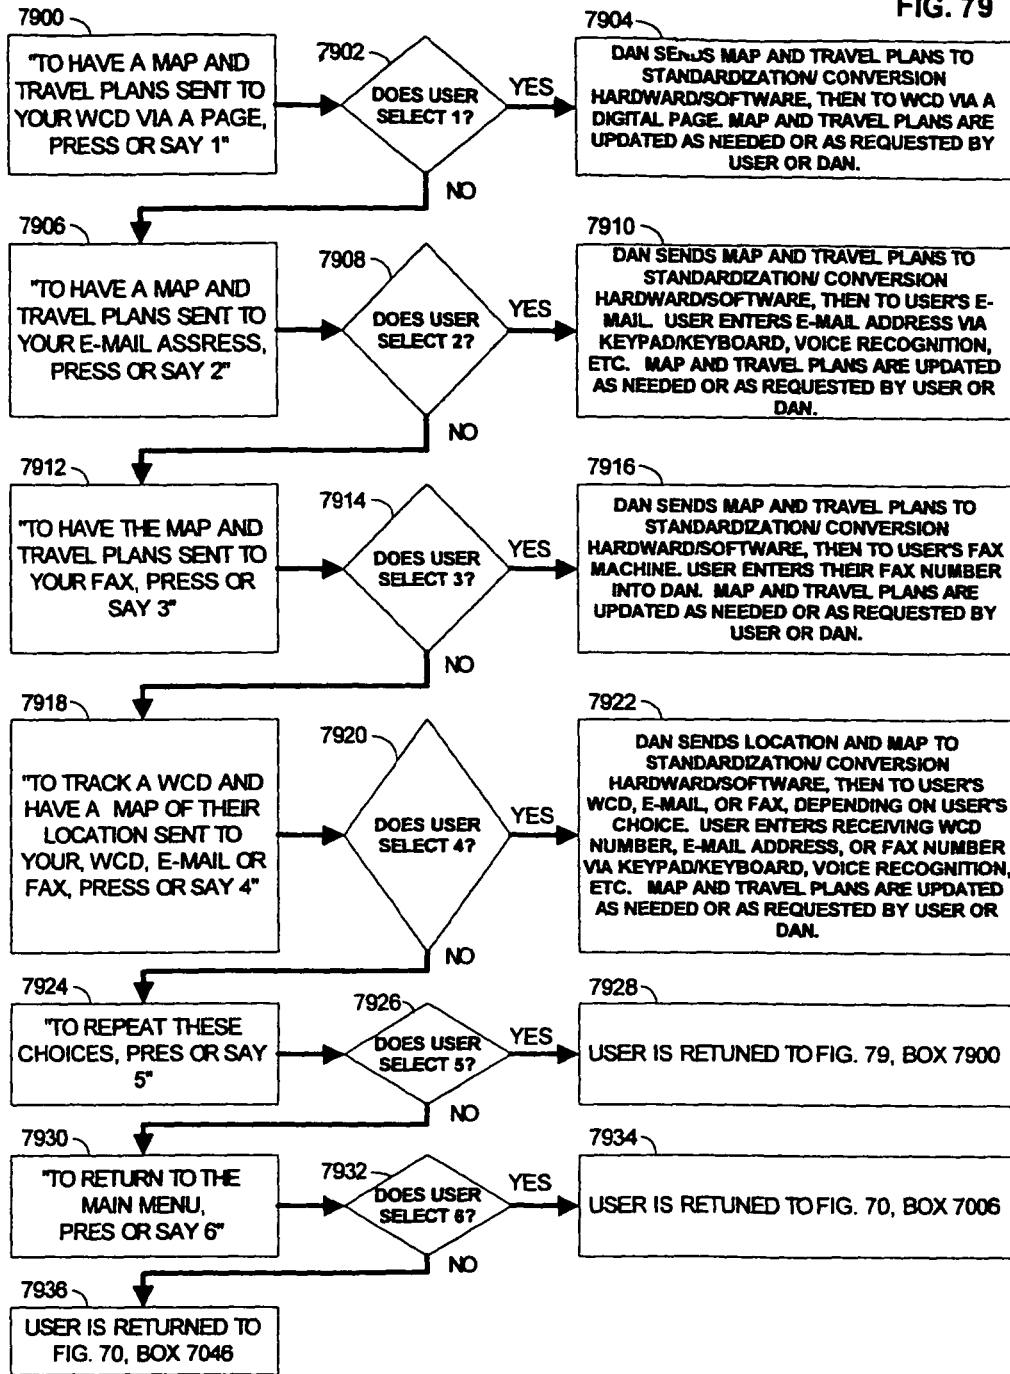 FIG. 79
7900
"TO HAVE A MAP AND
TRAVEL PLANS SENT TO
YOUR WCD VIA A PAGE,
PRESS OR SAY 1"
7902
DOES USER
SELECT 1?
YES
NO
7904
DAN SENDS MAP AND TRAVEL PLANS TO
STANDARDIZATION/ CONVERSION
HARDWARD/SOFTWARE, THEN TO WCD VIA A
DIGITAL PAGE. MAP AND TRAVEL PLANS ARE
UPDATED AS NEEDED OR AS REQUESTED BY
USER OR DAN.
7906
"TO HAVE A MAP AND
TRAVEL PLANS SENT TO
YOUR E-MAIL ASSRESS,
PRESS OR SAY 2"
7908
DOES USER
SELECT 2?
YES
NO
7910
DAN SENDS MAP AND TRAVEL PLANS TO
STANDARDIZATION/ CONVERSION
HARDWARD/SOFTWARE, THEN TO USER'S E-
MAIL. USER ENTERS E-MAIL ADDRESS VIA
KEYPAD/KEYBOARD, VOICE RECOGNITION,
ETC. MAP AND TRAVEL PLANS ARE UPDATED
AS NEEDED OR AS REQUESTED BY USER OR
DAN.
7912
"TO HAVE THE MAP AND
TRAVEL PLANS SENT TO
YOUR FAX, PRESS OR
SAY 3"
7914
DOES USER
SELECT 3?
YES
NO
7916
DAN SENDS MAP AND TRAVEL PLANS TO
STANDARDIZATION/ CONVERSION
HARDWARD/SOFTWARE, THEN TO USER'S FAX
MACHINE. USER ENTERS THEIR FAX NUMBER
INTO DAN. MAP AND TRAVEL PLANS ARE
UPDATED AS NEEDED OR AS REQUESTED BY
USER OR DAN.
7918
"TO TRACK A WCD AND
HAVE A MAP OF THEIR
LOCATION SENT TO
YOUR, WCD, E-MAIL OR
FAX, PRESS OR SAY 4"
7920
DOES USER
SELECT 4?
YES
NO
7922
DAN SENDS LOCATION AND MAP TO
STANDARDIZATION/ CONVERSION
HARDWARD/SOFTWARE, THEN TO USER'S
WCD, E-MAIL, OR FAX, DEPENDING ON USER'S
CHOICE. USER ENTERS RECEIVING WCD
NUMBER, E-MAIL ADDRESS, OR FAX NUMBER
VIA KEYPAD/KEYBOARD, VOICE RECOGNITION,
ETC. MAP AND TRAVEL PLANS ARE UPDATED
AS NEEDED OR AS REQUESTED BY USER OR
DAN.
7924
"TO REPEAT THESE
CHOICES, PRES OR SAY
5"
7926
DOES USER
SELECT 5?
YES
NO
7928
USER IS RETUNED TO FIG. 79, BOX 7900
7930
"TO RETURN TO THE
MAIN MENU,
PRES OR SAY 6"
7932
DOES USER
SELECT 6?
YES
NO
7934
USER IS RETUNED TO FIG. 70, BOX 7006
7936
USER IS RETURNED TO
FIG. 70, BOX 7046